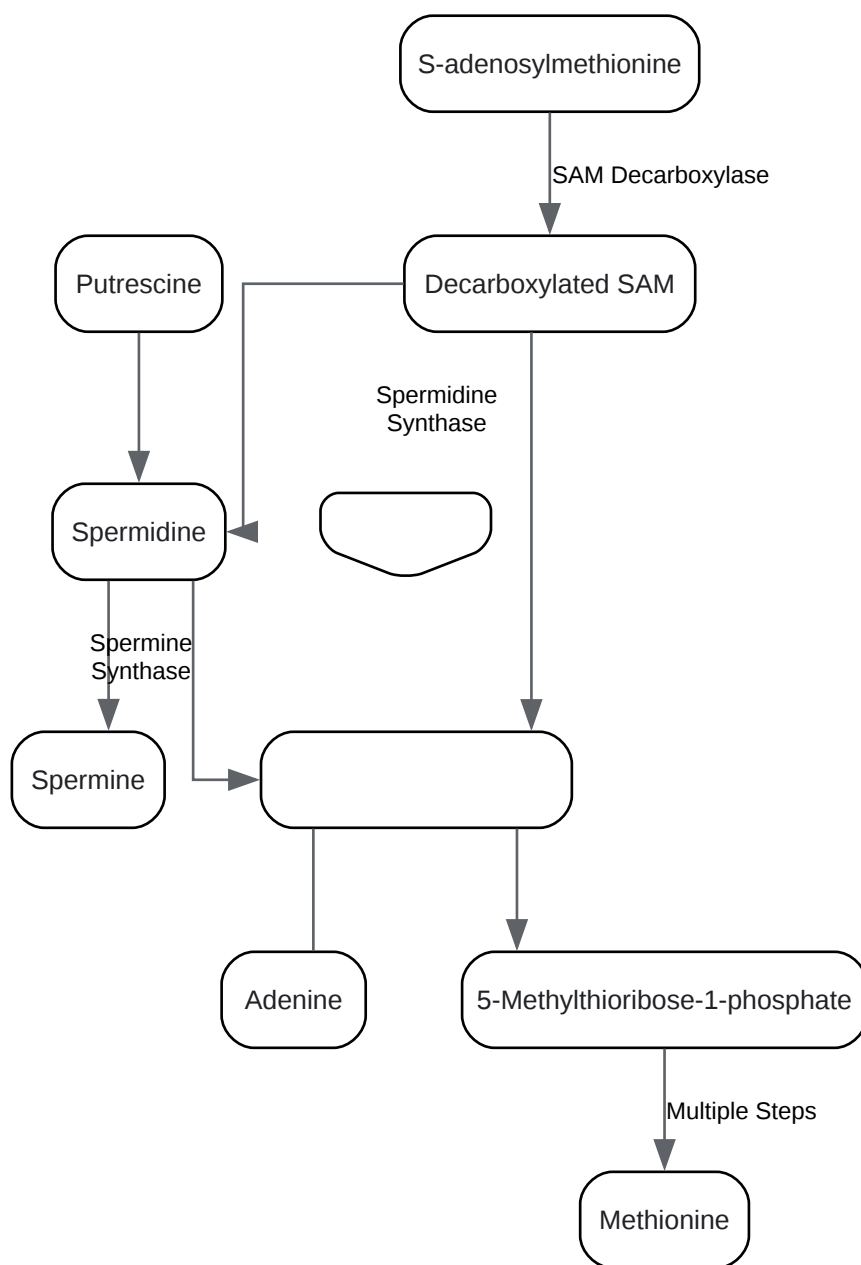 S-adenosylmethionine
SAM Decarboxylase
Putrescine
Decarboxylated SAM
Spermidine
Synthase
Spermidine
Spermine
Synthase
Spermine
Adenine
5-Methylthioribose-1-phosphate
Multiple Steps
Methionine